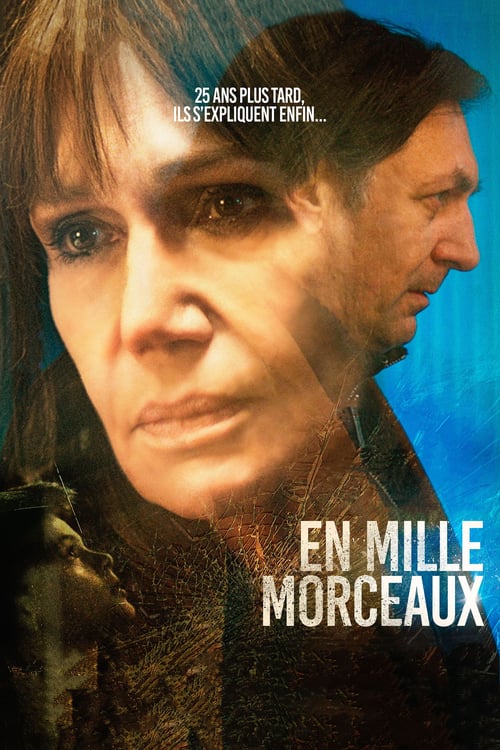 25 ANS PLUS TARD,
ILS S'EXPLIQUENT ENFIN...
EN MILLE
MORCEAUX